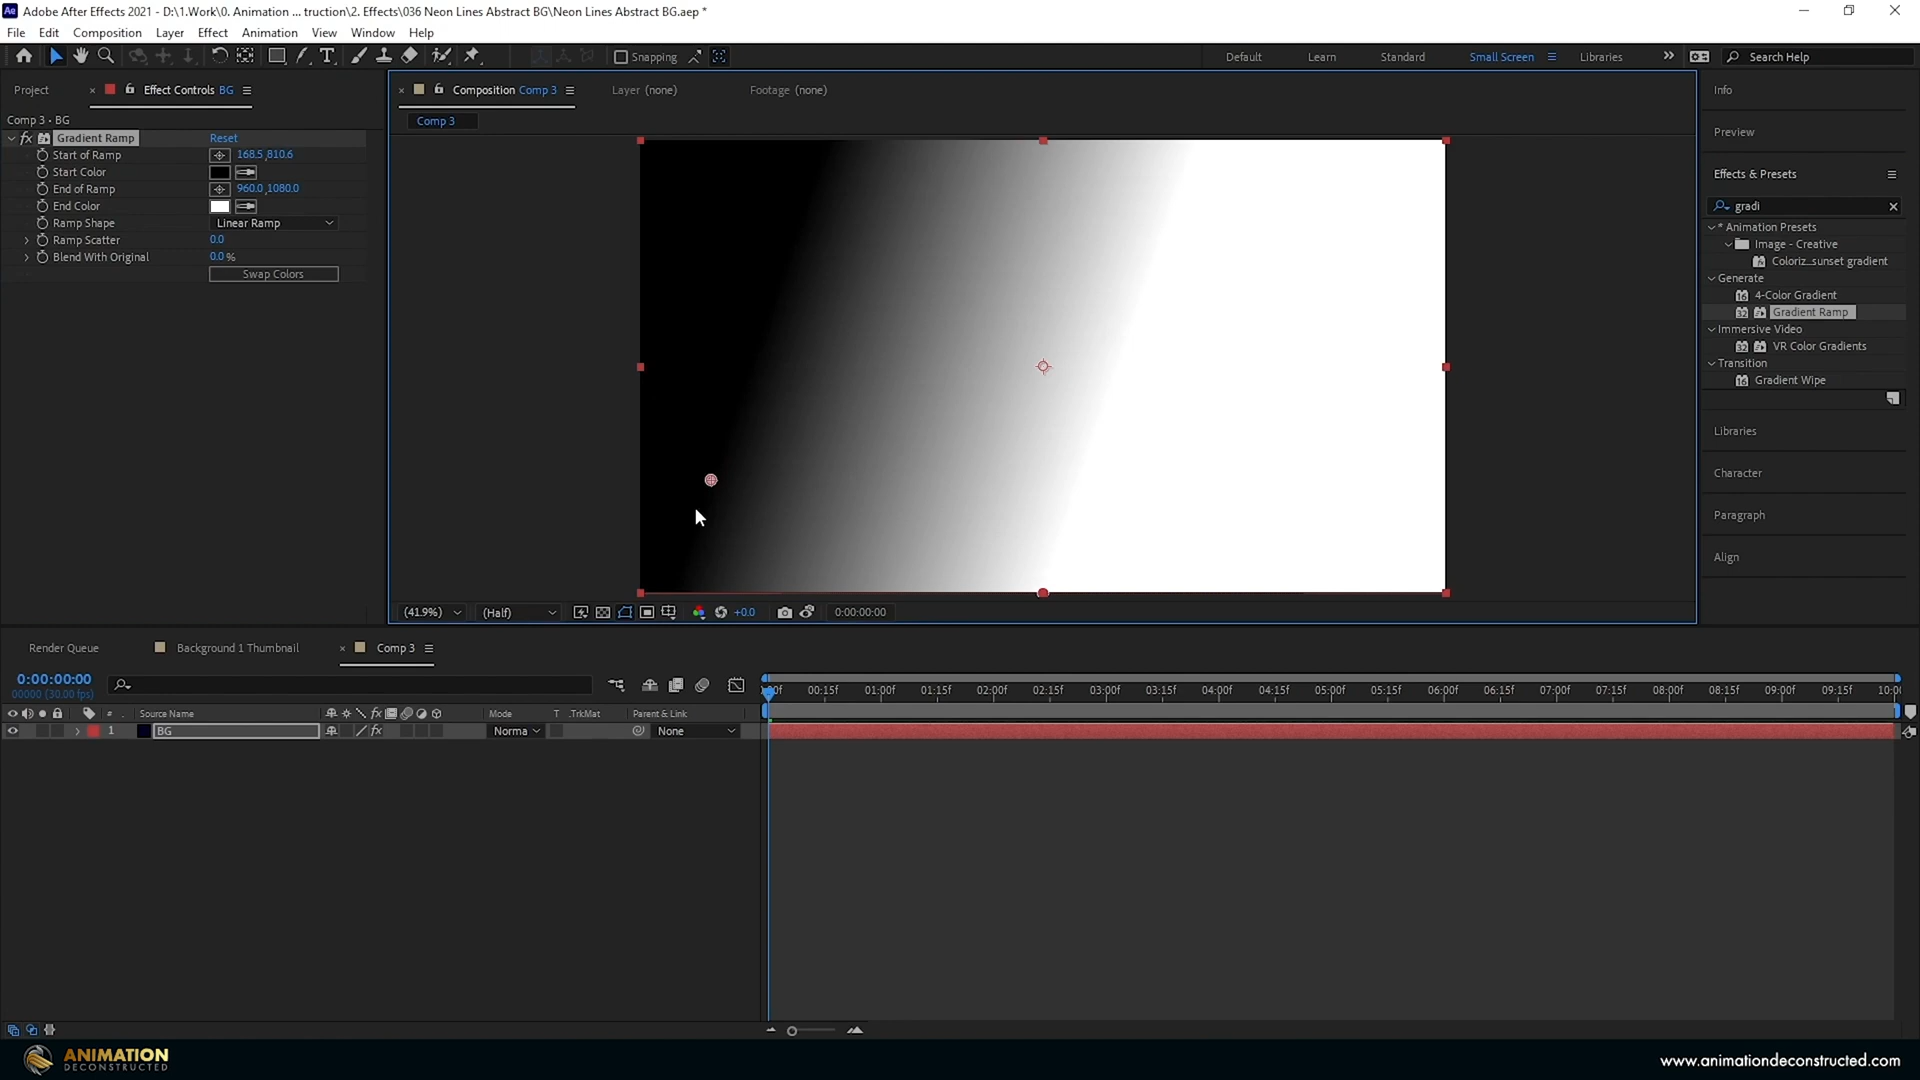 Adobe After Effects 2021 - D:\1.Work\0. Animation ... truction\2. Effects\036 Neon Lines Abstract BG\Neon Lines Abstract BG.aep *
File Edit Composition Layer Effect Animation View Window Help
Snapping
Default Learn Standard Small Screen Libraries Search Help
Project Effect Controls BG
Composition Comp 3 Layer (none) Footage (none)
Info
Comp 3 • BG
Comp 3
Gradient Ramp Reset
Start of Ramp 168.5, 810.6
Start Color
End of Ramp 960.0, 1080.0
End Color
Ramp Shape Linear Ramp
Ramp Scatter 0.0
Blend With Original 0.0 %
Swap Colors
Preview
Effects & Presets
gradi
* Animation Presets
Image - Creative
Coloriz...sunset gradient
Generate
4-Color Gradient
Gradient Ramp
Immersive Video
VR Color Gradients
Transition
Gradient Wipe
Libraries
Character
Paragraph
Align
(41.9%) (Half) +0.0 0:00:00:00
Render Queue Background 1 Thumbnail Comp 3
0:00:00:00
00000 (30.00 fps)
00:15f 01:00f 01:15f 02:00f 02:15f 03:00f 03:15f 04:00f 04:15f 05:00f 05:15f 06:00f 06:15f 07:00f 07:15f 08:00f 08:15f 09:00f 09:15f 10:0
# Source Name fx Mode T .TrkMat Parent & Link
1 BG fx Norma None
ANIMATION
DECONSTRUCTED
www.animationdeconstructed.com